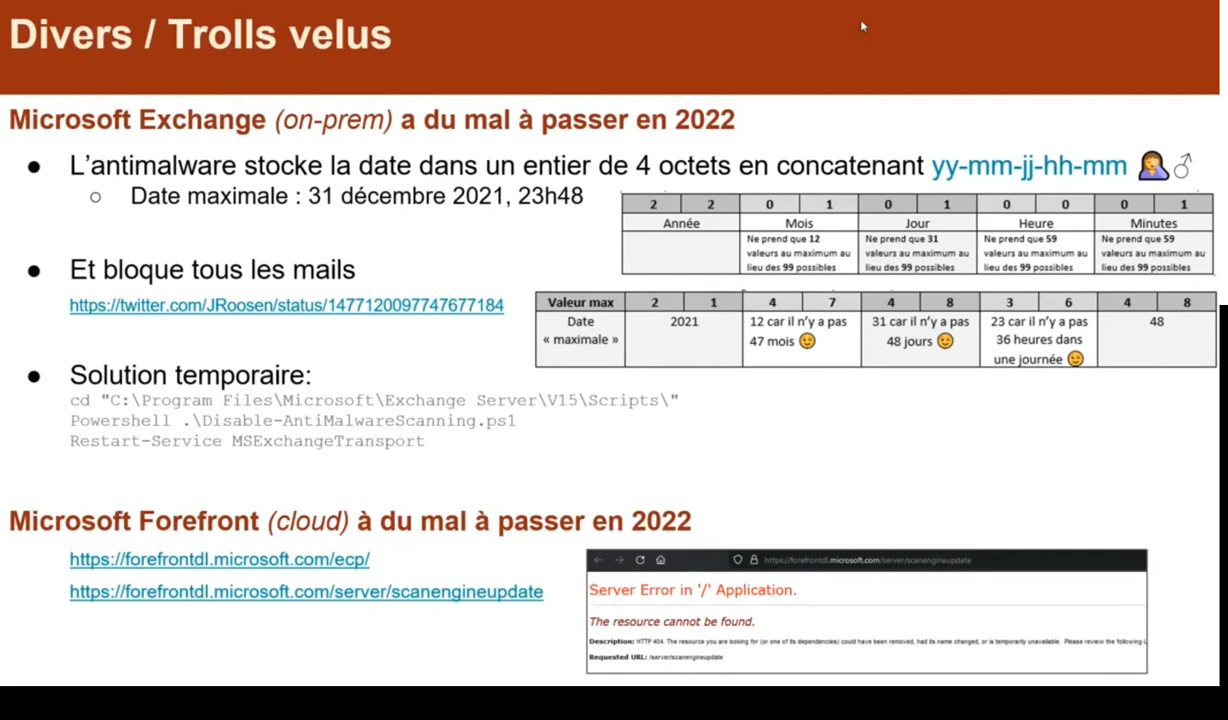 Divers / Trolls velus
Microsoft Exchange (on-prem) a du mal à passer en 2022
● L'antimalware stocke la date dans un entier de 4 octets en concatenant yy-mm-jj-hh-mm 🤦♂
○ Date maximale : 31 décembre 2021, 23h48
2 2 0 1 0 1 0 0 0 1
Année Mois Jour Heure Minutes
Ne prend que 12 Ne prend que 31 Ne prend que 59 Ne prend que 59
valeurs au maximum au valeurs au maximum au valeurs au maximum au valeurs au maximum au
lieu des 99 possibles lieu des 99 possibles lieu des 99 possibles lieu des 99 possibles
● Et bloque tous les mails
https://twitter.com/JRoosen/status/1477120097747677184
Valeur max 2 1 4 7 4 8 3 6 4 8
Date 2021 12 car il n'y a pas 31 car il n'y a pas 23 car il n'y a pas 48
« maximale » 47 mois 😉 48 jours 😉 36 heures dans
une journée 😉
● Solution temporaire:
cd "C:\Program Files\Microsoft\Exchange Server\V15\Scripts\"
Powershell .\Disable-AntiMalwareScanning.ps1
Restart-Service MSExchangeTransport
Microsoft Forefront (cloud) à du mal à passer en 2022
https://forefrontdl.microsoft.com/ecp/
https://forefrontdl.microsoft.com/server/scanengineupdate
https://forefrontdl.microsoft.com/server/scanengineupdate
Server Error in '/' Application.
The resource cannot be found.
Description: HTTP 404. The resource you are looking for (or one of its dependencies) could have been removed, had its name changed, or is temporarily unavailable. Please review the following
Requested URL: /server/scanengineupdate